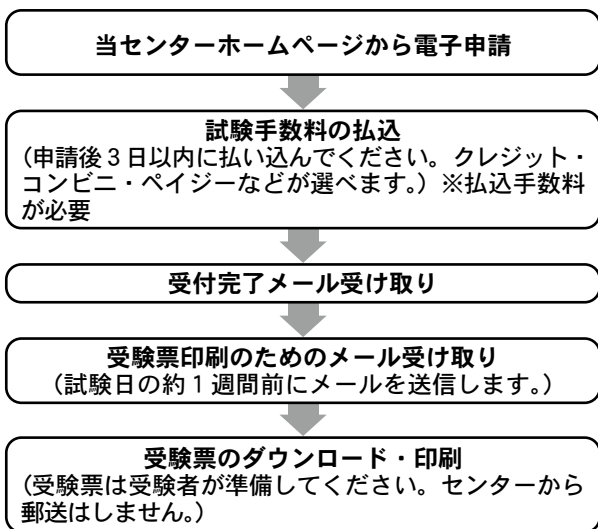 当センターホームページから電子申請
試験手数料の払込
(申請後３日以内に払い込んでください。クレジット・
コンビニ・ペイジーなどが選べます。)※払込手数料
が必要
受付完了メール受け取り
受験票印刷のためのメール受け取り
(試験日の約１週間前にメールを送信します。)
受験票のダウンロード・印刷
(受験票は受験者が準備してください。センターから
郵送はしません。)